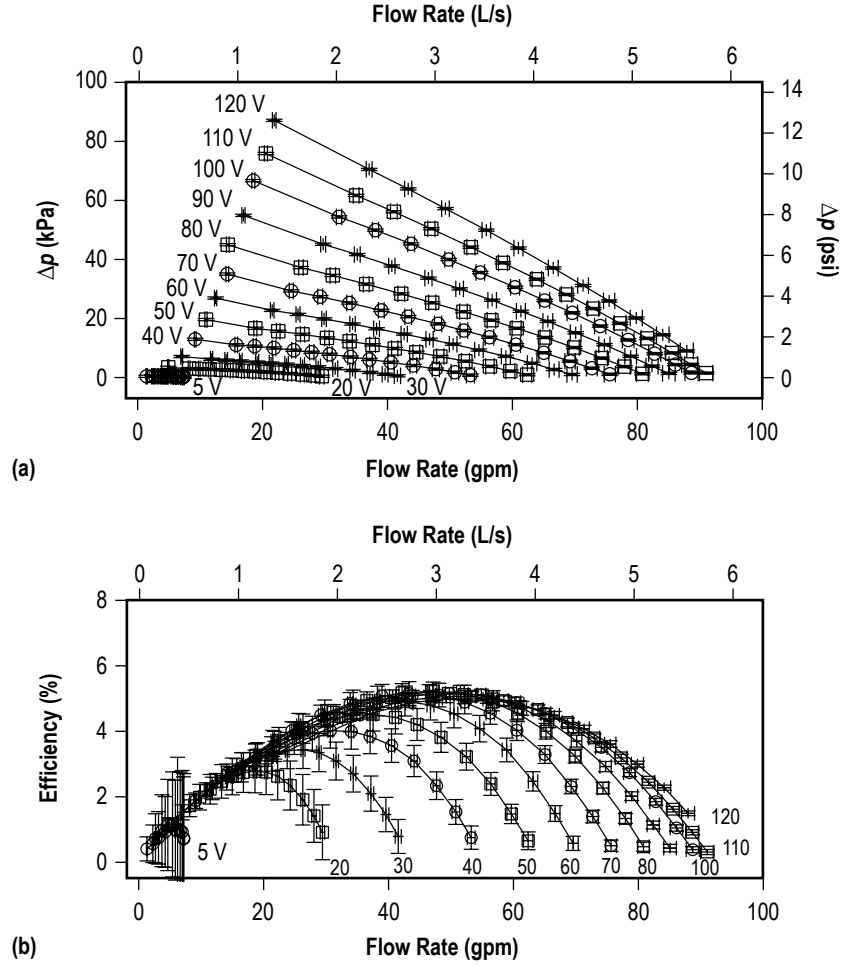 Flow Rate (L/s)
0 1 2 3 4 5 6
100
80
60
40
20
0
Δp (kPa)
14
12
10
8
6
4
2
0
Δp (psi)
120 V
110 V
100 V
90 V
80 V
70 V
60 V
50 V
40 V
5 V 20 V 30 V
0 20 40 60 80 100
Flow Rate (gpm)
(a)
Flow Rate (L/s)
0 1 2 3 4 5 6
8
6
4
2
0
Efficiency (%)
120
110
5 V 20 30 40 50 60 70 80 100
0 20 40 60 80 100
Flow Rate (gpm)
(b)